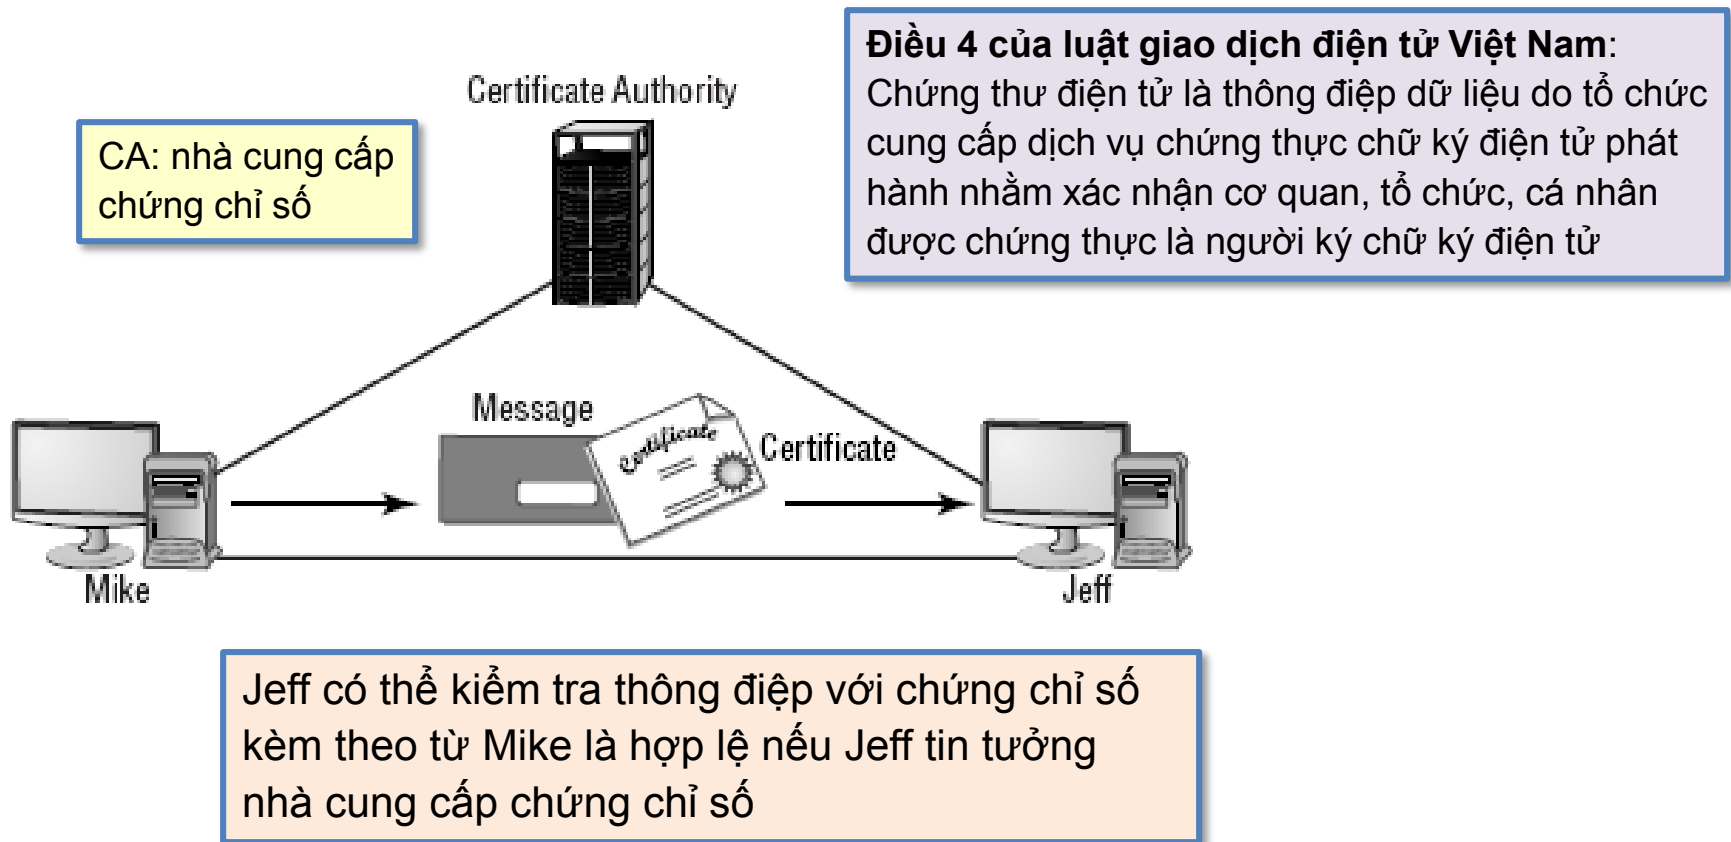 Certificate Authority
CA: nhà cung cấp
chứng chỉ số
Điều 4 của luật giao dịch điện tử Việt Nam:
Chứng thư điện tử là thông điệp dữ liệu do tổ chức
cung cấp dịch vụ chứng thực chữ ký điện tử phát
hành nhằm xác nhận cơ quan, tổ chức, cá nhân
được chứng thực là người ký chữ ký điện tử
Message
Certificate
Certificate
Mike
Jeff
Jeff có thể kiểm tra thông điệp với chứng chỉ số
kèm theo từ Mike là hợp lệ nếu Jeff tin tưởng
nhà cung cấp chứng chỉ số